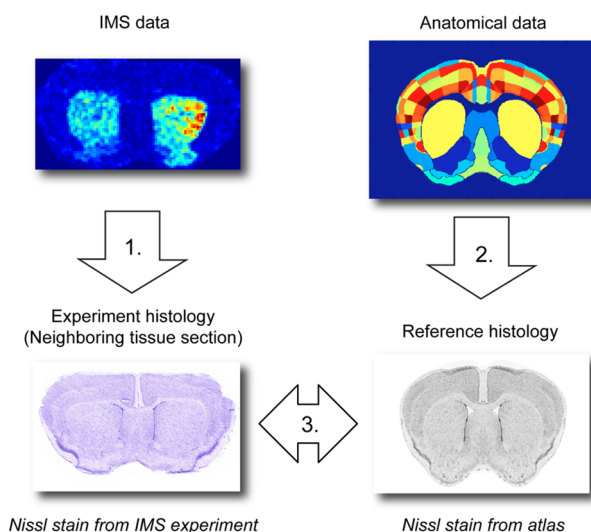 IMS data
Anatomical data
1.
2.
Experiment histology
(Neighboring tissue section)
Reference histology
3.
Nissl stain from IMS experiment
Nissl stain from atlas